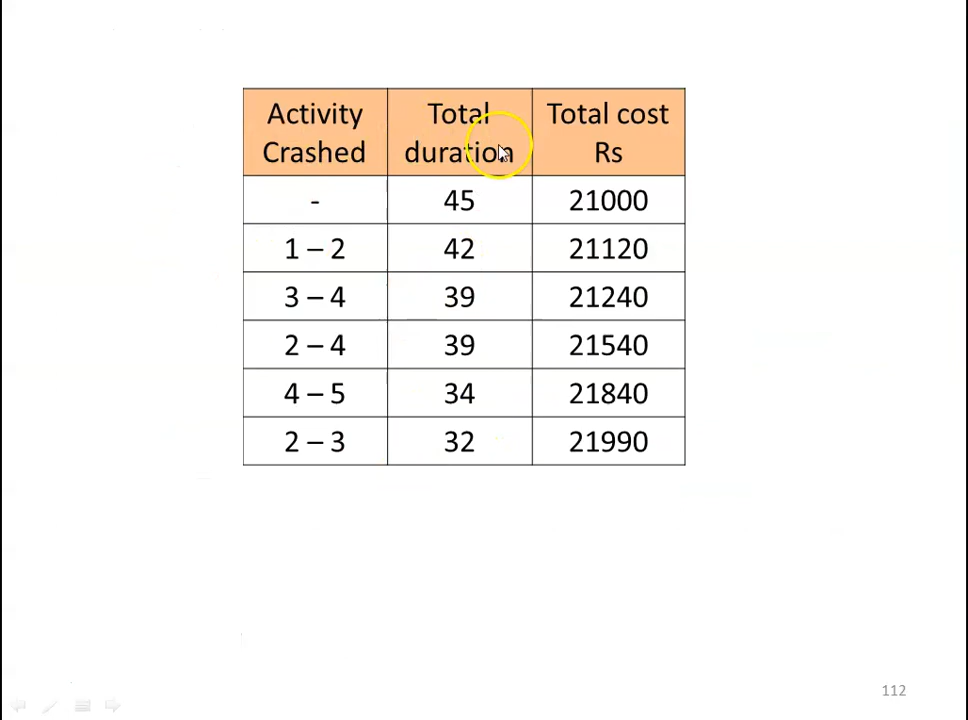 Activity Crashed Total duration Total cost Rs
- 45 21000
1 – 2 42 21120
3 – 4 39 21240
2 – 4 39 21540
4 – 5 34 21840
2 – 3 32 21990
112